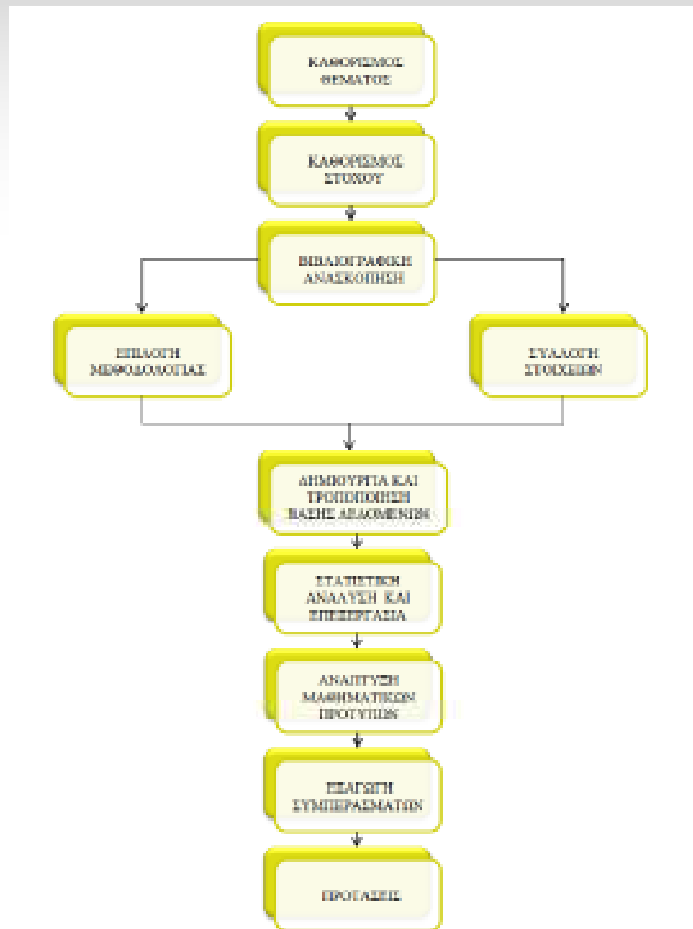 ΚΑΘΟΡΙΣΜΟΣ
ΘΕΜΑΤΟΣ
ΚΑΘΟΡΙΣΜΟΣ
ΣΤΟΧΟΥ
ΒΙΒΛΙΟΓΡΑΦΙΚΗ
ΑΝΑΣΚΟΠΗΣΗ
ΕΠΙΛΟΓΗ
ΜΕΘΟΔΟΛΟΓΙΑΣ
ΣΥΛΛΟΓΗ
ΣΤΟΙΧΕΙΩΝ
ΔΗΜΙΟΥΡΓΙΑ ΚΑΙ
ΤΡΟΠΟΠΟΙΗΣΗ
ΒΑΣΗΣ ΔΕΔΟΜΕΝΩΝ
ΣΤΑΤΙΣΤΙΚΗ
ΑΝΑΛΥΣΗ ΚΑΙ
ΕΠΕΞΕΡΓΑΣΙΑ
ΑΝΑΠΤΥΞΗ
ΜΑΘΗΜΑΤΙΚΩΝ
ΠΡΟΤΥΠΩΝ
ΕΞΑΓΩΓΗ
ΣΥΜΠΕΡΑΣΜΑΤΩΝ
ΠΡΟΤΑΣΕΙΣ